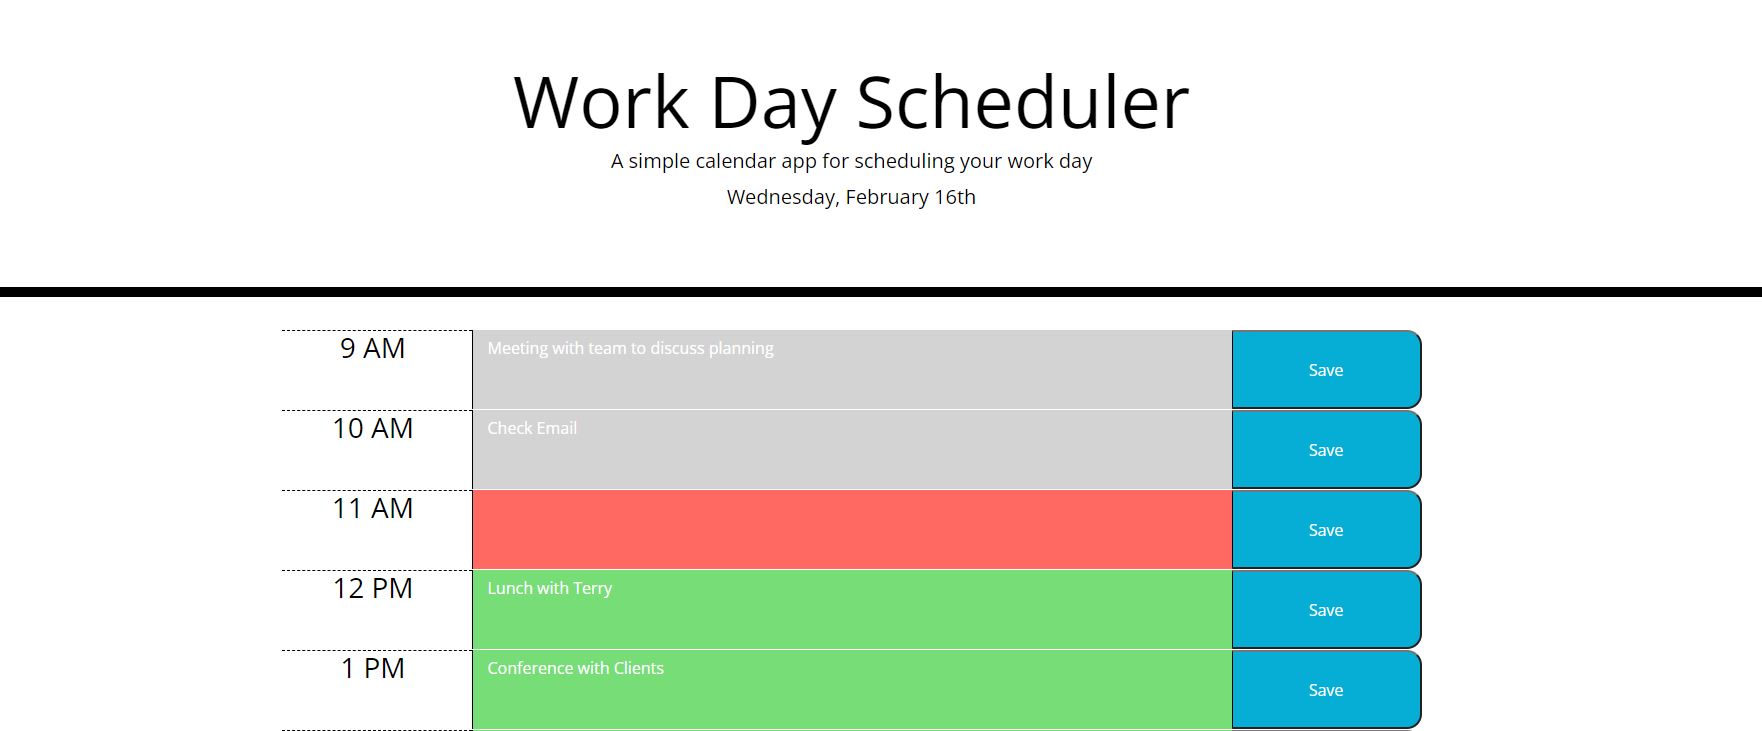 Work Day Scheduler
A simple calendar app for scheduling your work day
Wednesday, February 16th
9 AM Meeting with team to discuss planning Save
10 AM Check Email Save
11 AM Save
12 PM Lunch with Terry Save
1 PM Conference with Clients Save